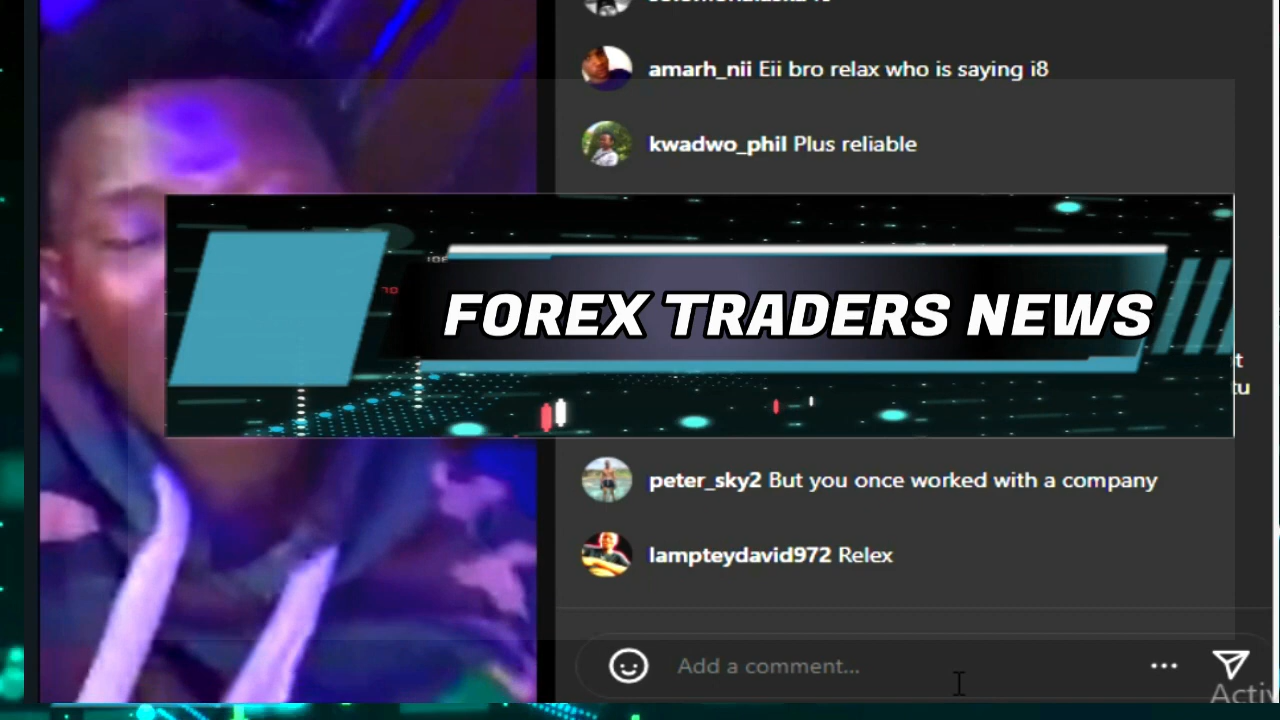 amarh_nii Eii bro relax who is saying i8
kwadwo_phil Plus reliable
FOREX TRADERS NEWS
peter_sky2 But you once worked with a company
lampteydavid972 Relex
Add a comment...